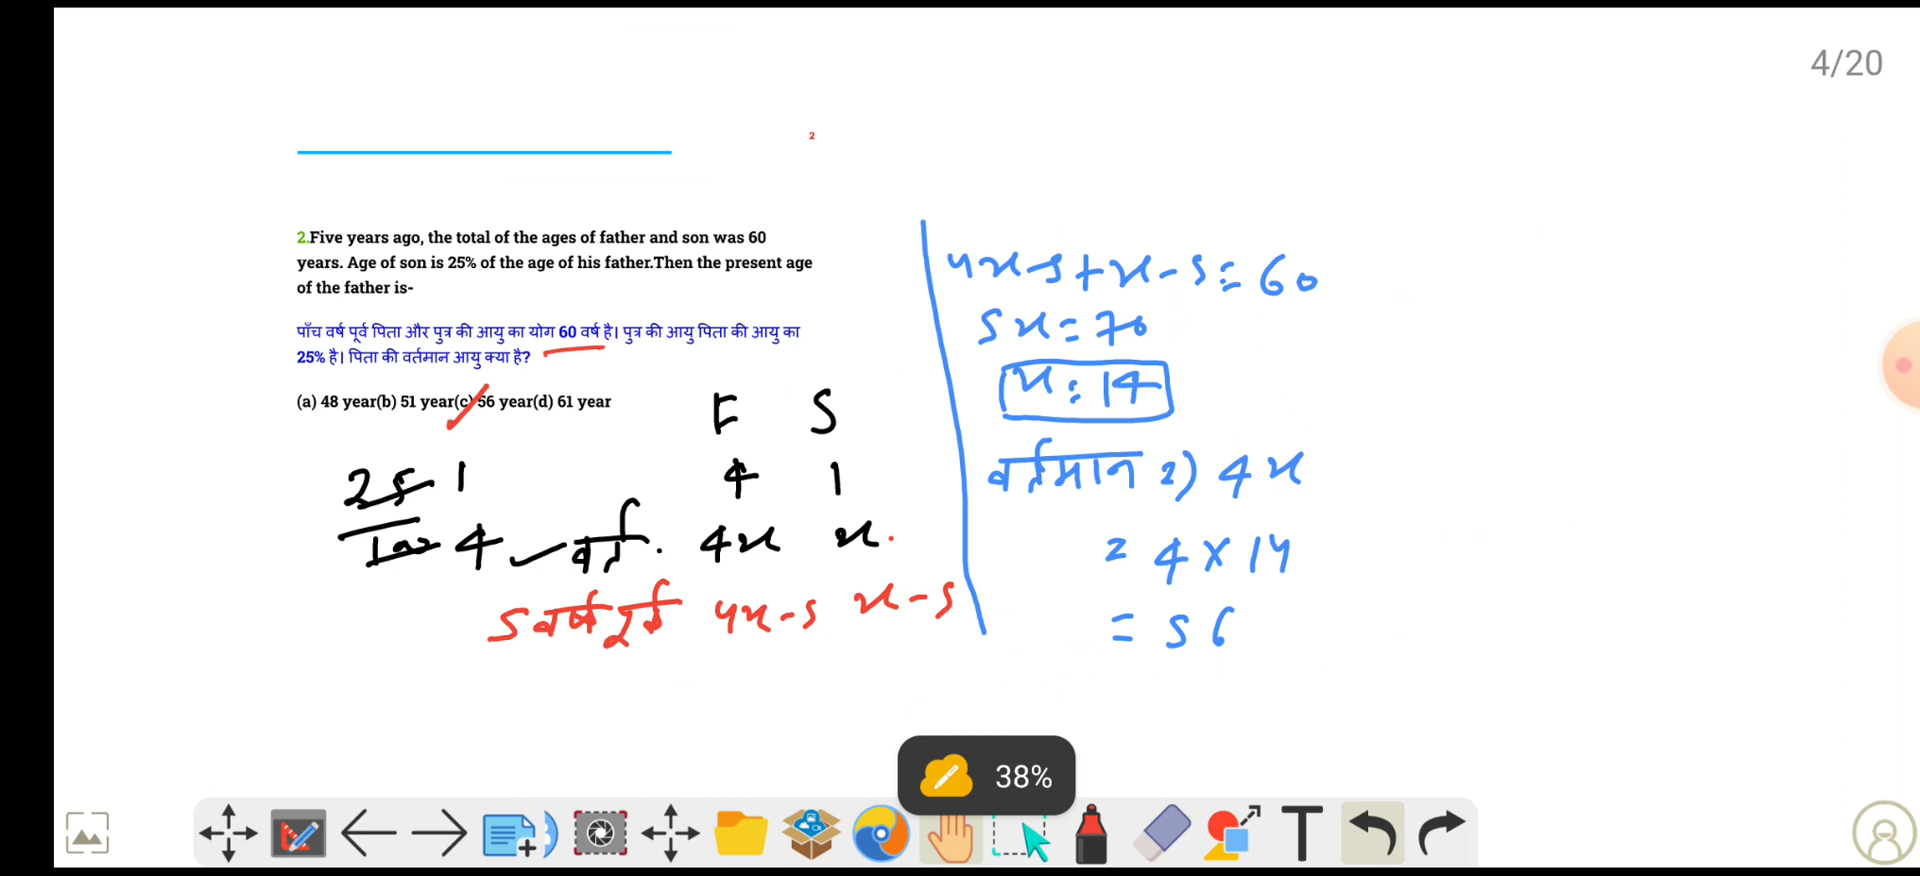 4/20
2
2.Five years ago, the total of the ages of father and son was 60
years. Age of son is 25% of the age of his father.Then the present age
of the father is-
पाँच वर्ष पूर्व पिता और पुत्र की आयु का योग 60 वर्ष है। पुत्र की आयु पिता की आयु का
25% है। पिता की वर्तमान आयु क्या है?
(a) 48 year(b) 51 year(c) 56 year(d) 61 year
F S
25 1 4 1
100 4 वर्त. 4x x.
5 वर्ष पूर्व 4x-5 x-5
4x-5+x-5=60
5x=70
x=14
वर्तमान => 4x
= 4×14
= 56
38%
T